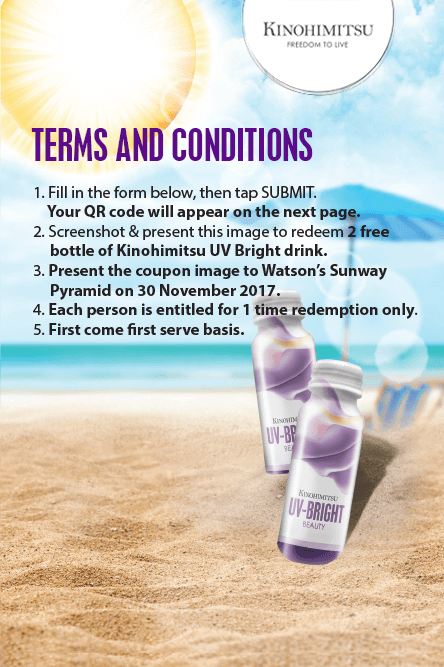 KINOHIMITSU
FREEDOM TO LIVE
TERMS AND CONDITIONS
1. Fill in the form below, then tap SUBMIT.
Your QR code will appear on the next page.
2. Screenshot & present this image to redeem 2 free
bottle of Kinohimitsu UV Bright drink.
3. Present the coupon image to Watson's Sunway
Pyramid on 30 November 2017.
4. Each person is entitled for 1 time redemption only.
5. First come first serve basis.
KINOHIM
UV-BR
BEA
KINOHIMITSU
UV-BRIGHT
BEAUTY